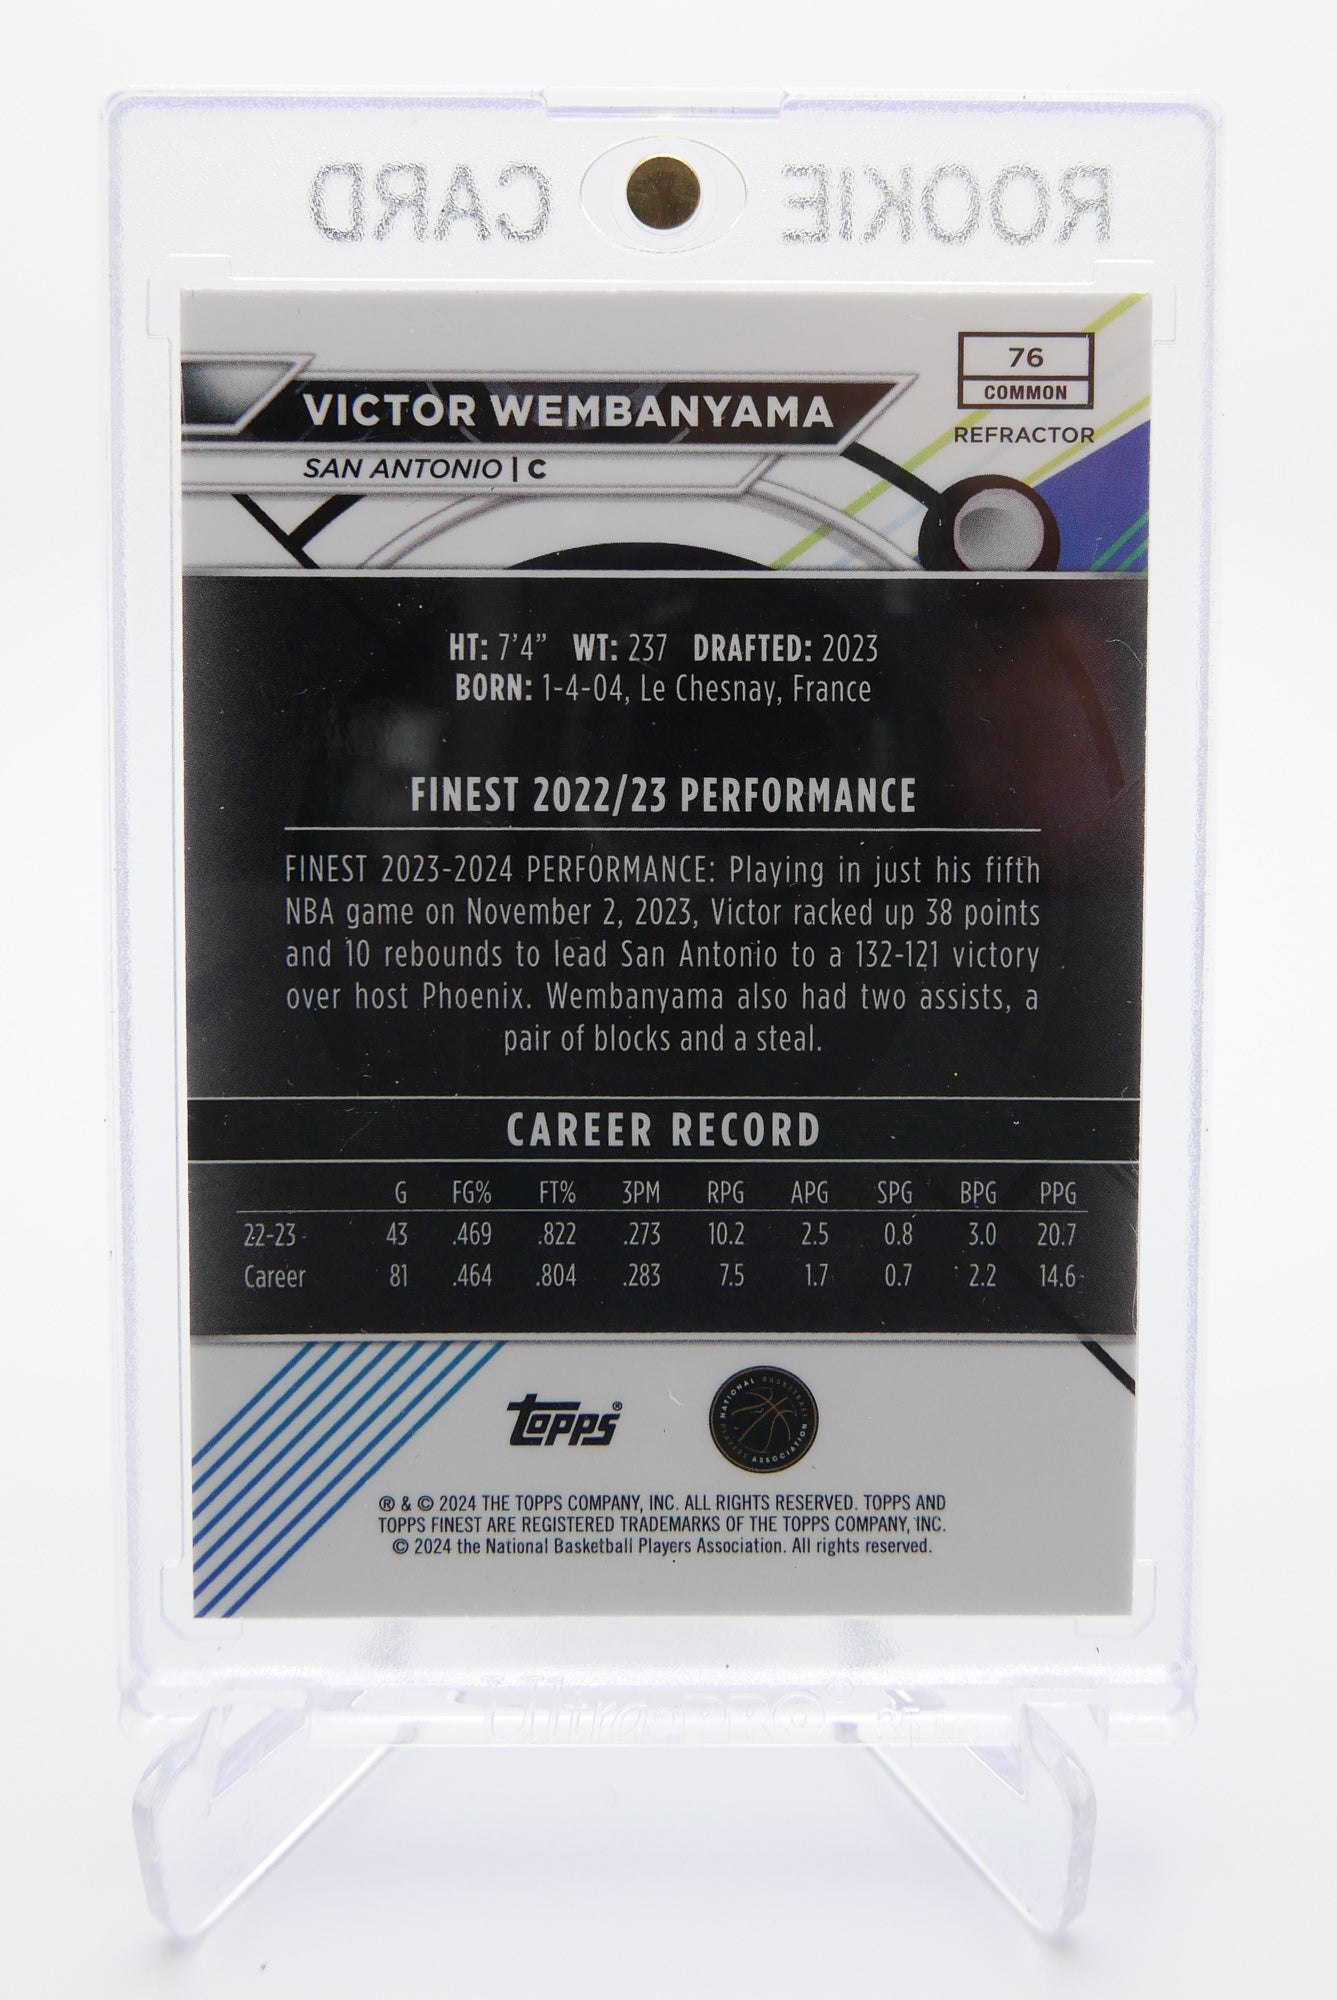 ROOKIE CARD
76
COMMON
REFRACTOR
VICTOR WEMBANYAMA
SAN ANTONIO | C
HT: 7'4" WT: 237 DRAFTED: 2023
BORN: 1-4-04, Le Chesnay, France
FINEST 2022/23 PERFORMANCE
FINEST 2023-2024 PERFORMANCE: Playing in just his fifth
NBA game on November 2, 2023, Victor racked up 38 points
and 10 rebounds to lead San Antonio to a 132-121 victory
over host Phoenix. Wembanyama also had two assists, a
pair of blocks and a steal.
CAREER RECORD
G FG% FT% 3PM RPG APG SPG BPG PPG
22-23 43 .469 .822 .273 10.2 2.5 0.8 3.0 20.7
Career 81 .464 .804 .283 7.5 1.7 0.7 2.2 14.6
topps®
NATIONAL BASKETBALL PLAYERS ASSOCIATION
® & © 2024 THE TOPPS COMPANY, INC. ALL RIGHTS RESERVED. TOPPS AND
TOPPS FINEST ARE REGISTERED TRADEMARKS OF THE TOPPS COMPANY, INC.
© 2024 the National Basketball Players Association. All rights reserved.
Ultra PRO®